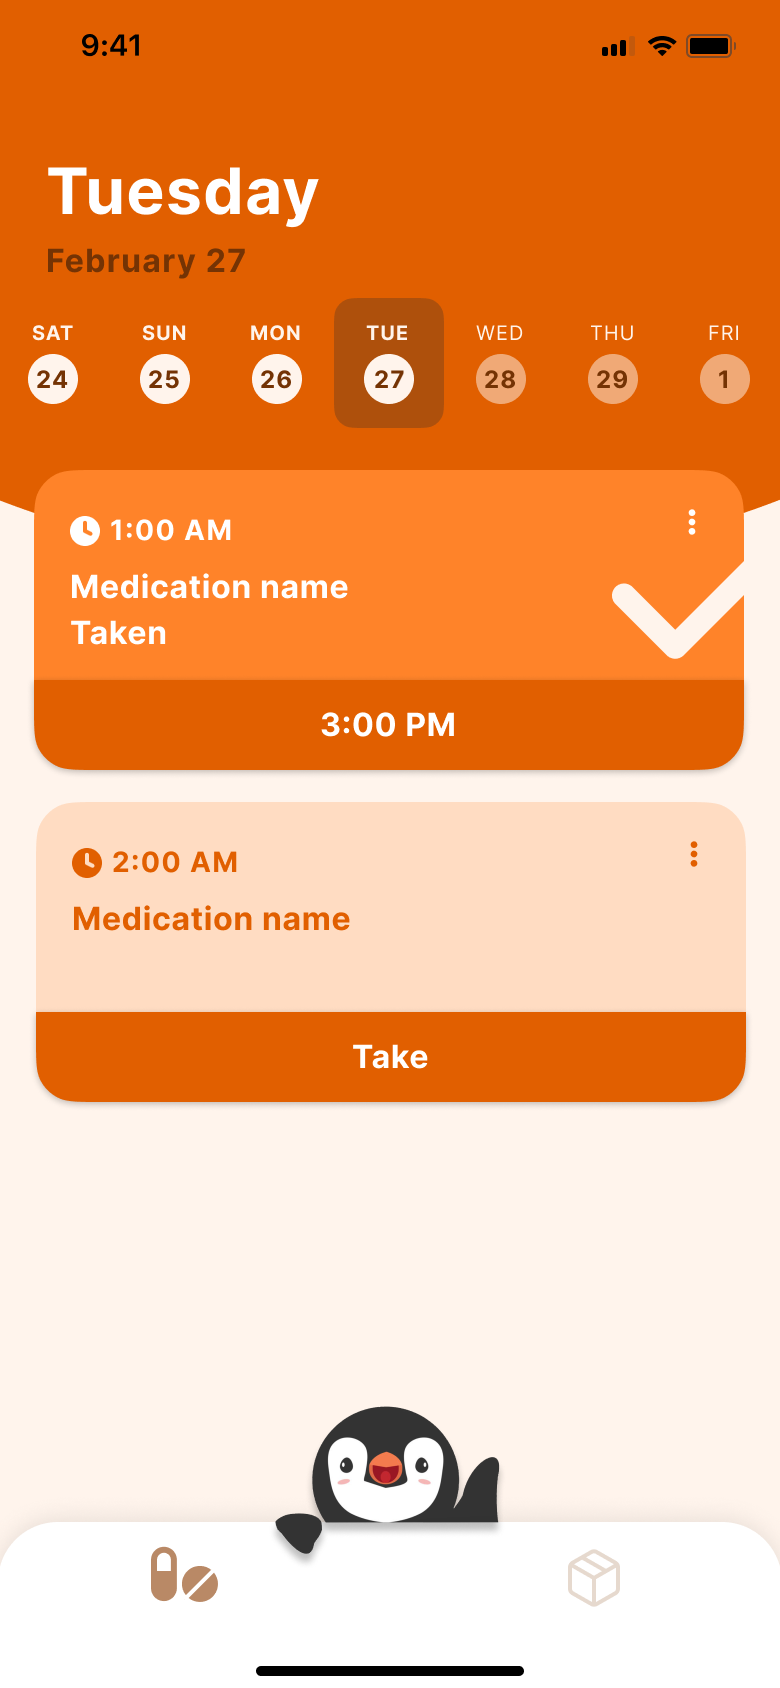 9:41
Tuesday
February 27
SAT SUN MON TUE WED THU FRI
24 25 26 27 28 29 1
1:00 AM
Medication name
Taken
3:00 PM
2:00 AM
Medication name
Take